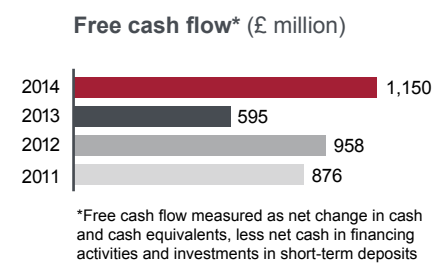 Free cash flow* (£ million)
2014 1,150
2013 595
2012 958
2011 876
*Free cash flow measured as net change in cash
and cash equivalents, less net cash in financing
activities and investments in short-term deposits